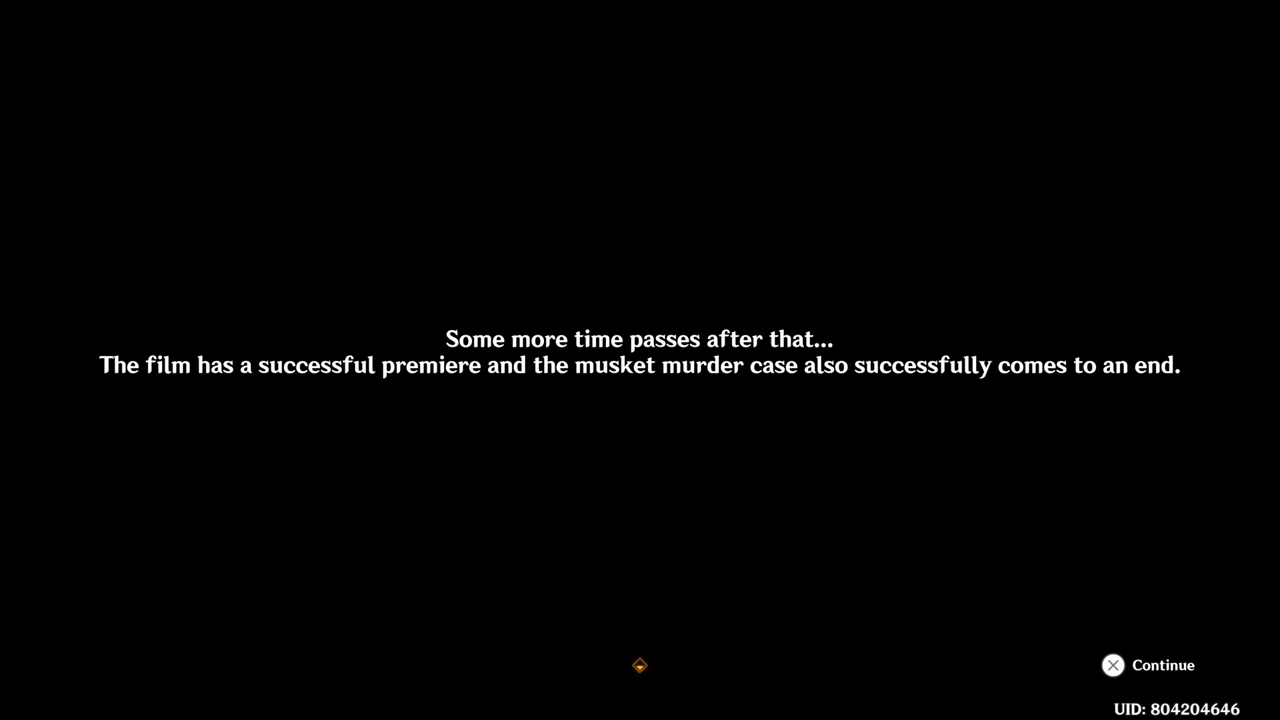 Some more time passes after that...
The film has a successful premiere and the musket murder case also successfully comes to an end.
Continue
UID: 804204646